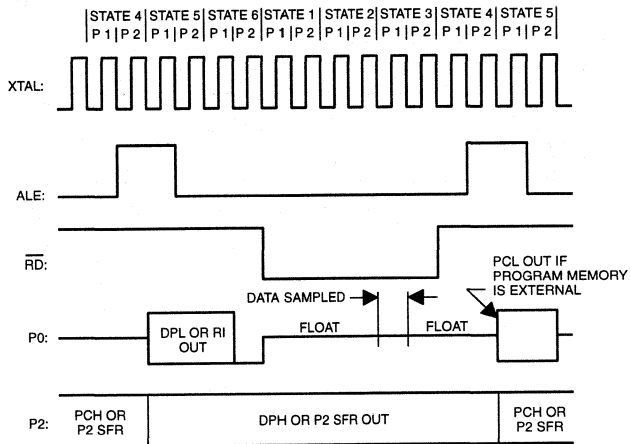 STATE 4 STATE 5 STATE 6 STATE 1 STATE 2 STATE 3 STATE 4 STATE 5
P 1 P 2 P 1 P 2 P 1 P 2 P 1 P 2 P 1 P 2 P 1 P 2 P 1 P 2 P 1 P 2
XTAL:
ALE:
RD:
PCL OUT IF
PROGRAM MEMORY
IS EXTERNAL
DATA SAMPLED
P0:
DPL OR RI
OUT
FLOAT
FLOAT
P2:
PCH OR
P2 SFR
DPH OR P2 SFR OUT
PCH OR
P2 SFR